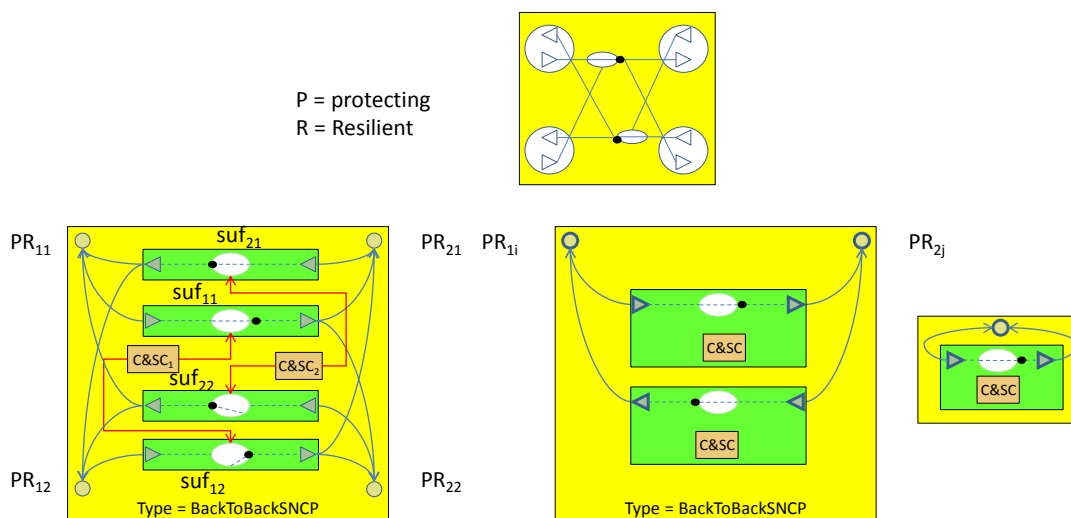 P = protecting
R = Resilient
PR11
suf21
PR21
PR1i
PR2j
suf11
C&SC1
C&SC2
C&SC
suf22
C&SC
C&SC
PR12
suf12
PR22
Type = BackToBackSNCP
Type = BackToBackSNCP